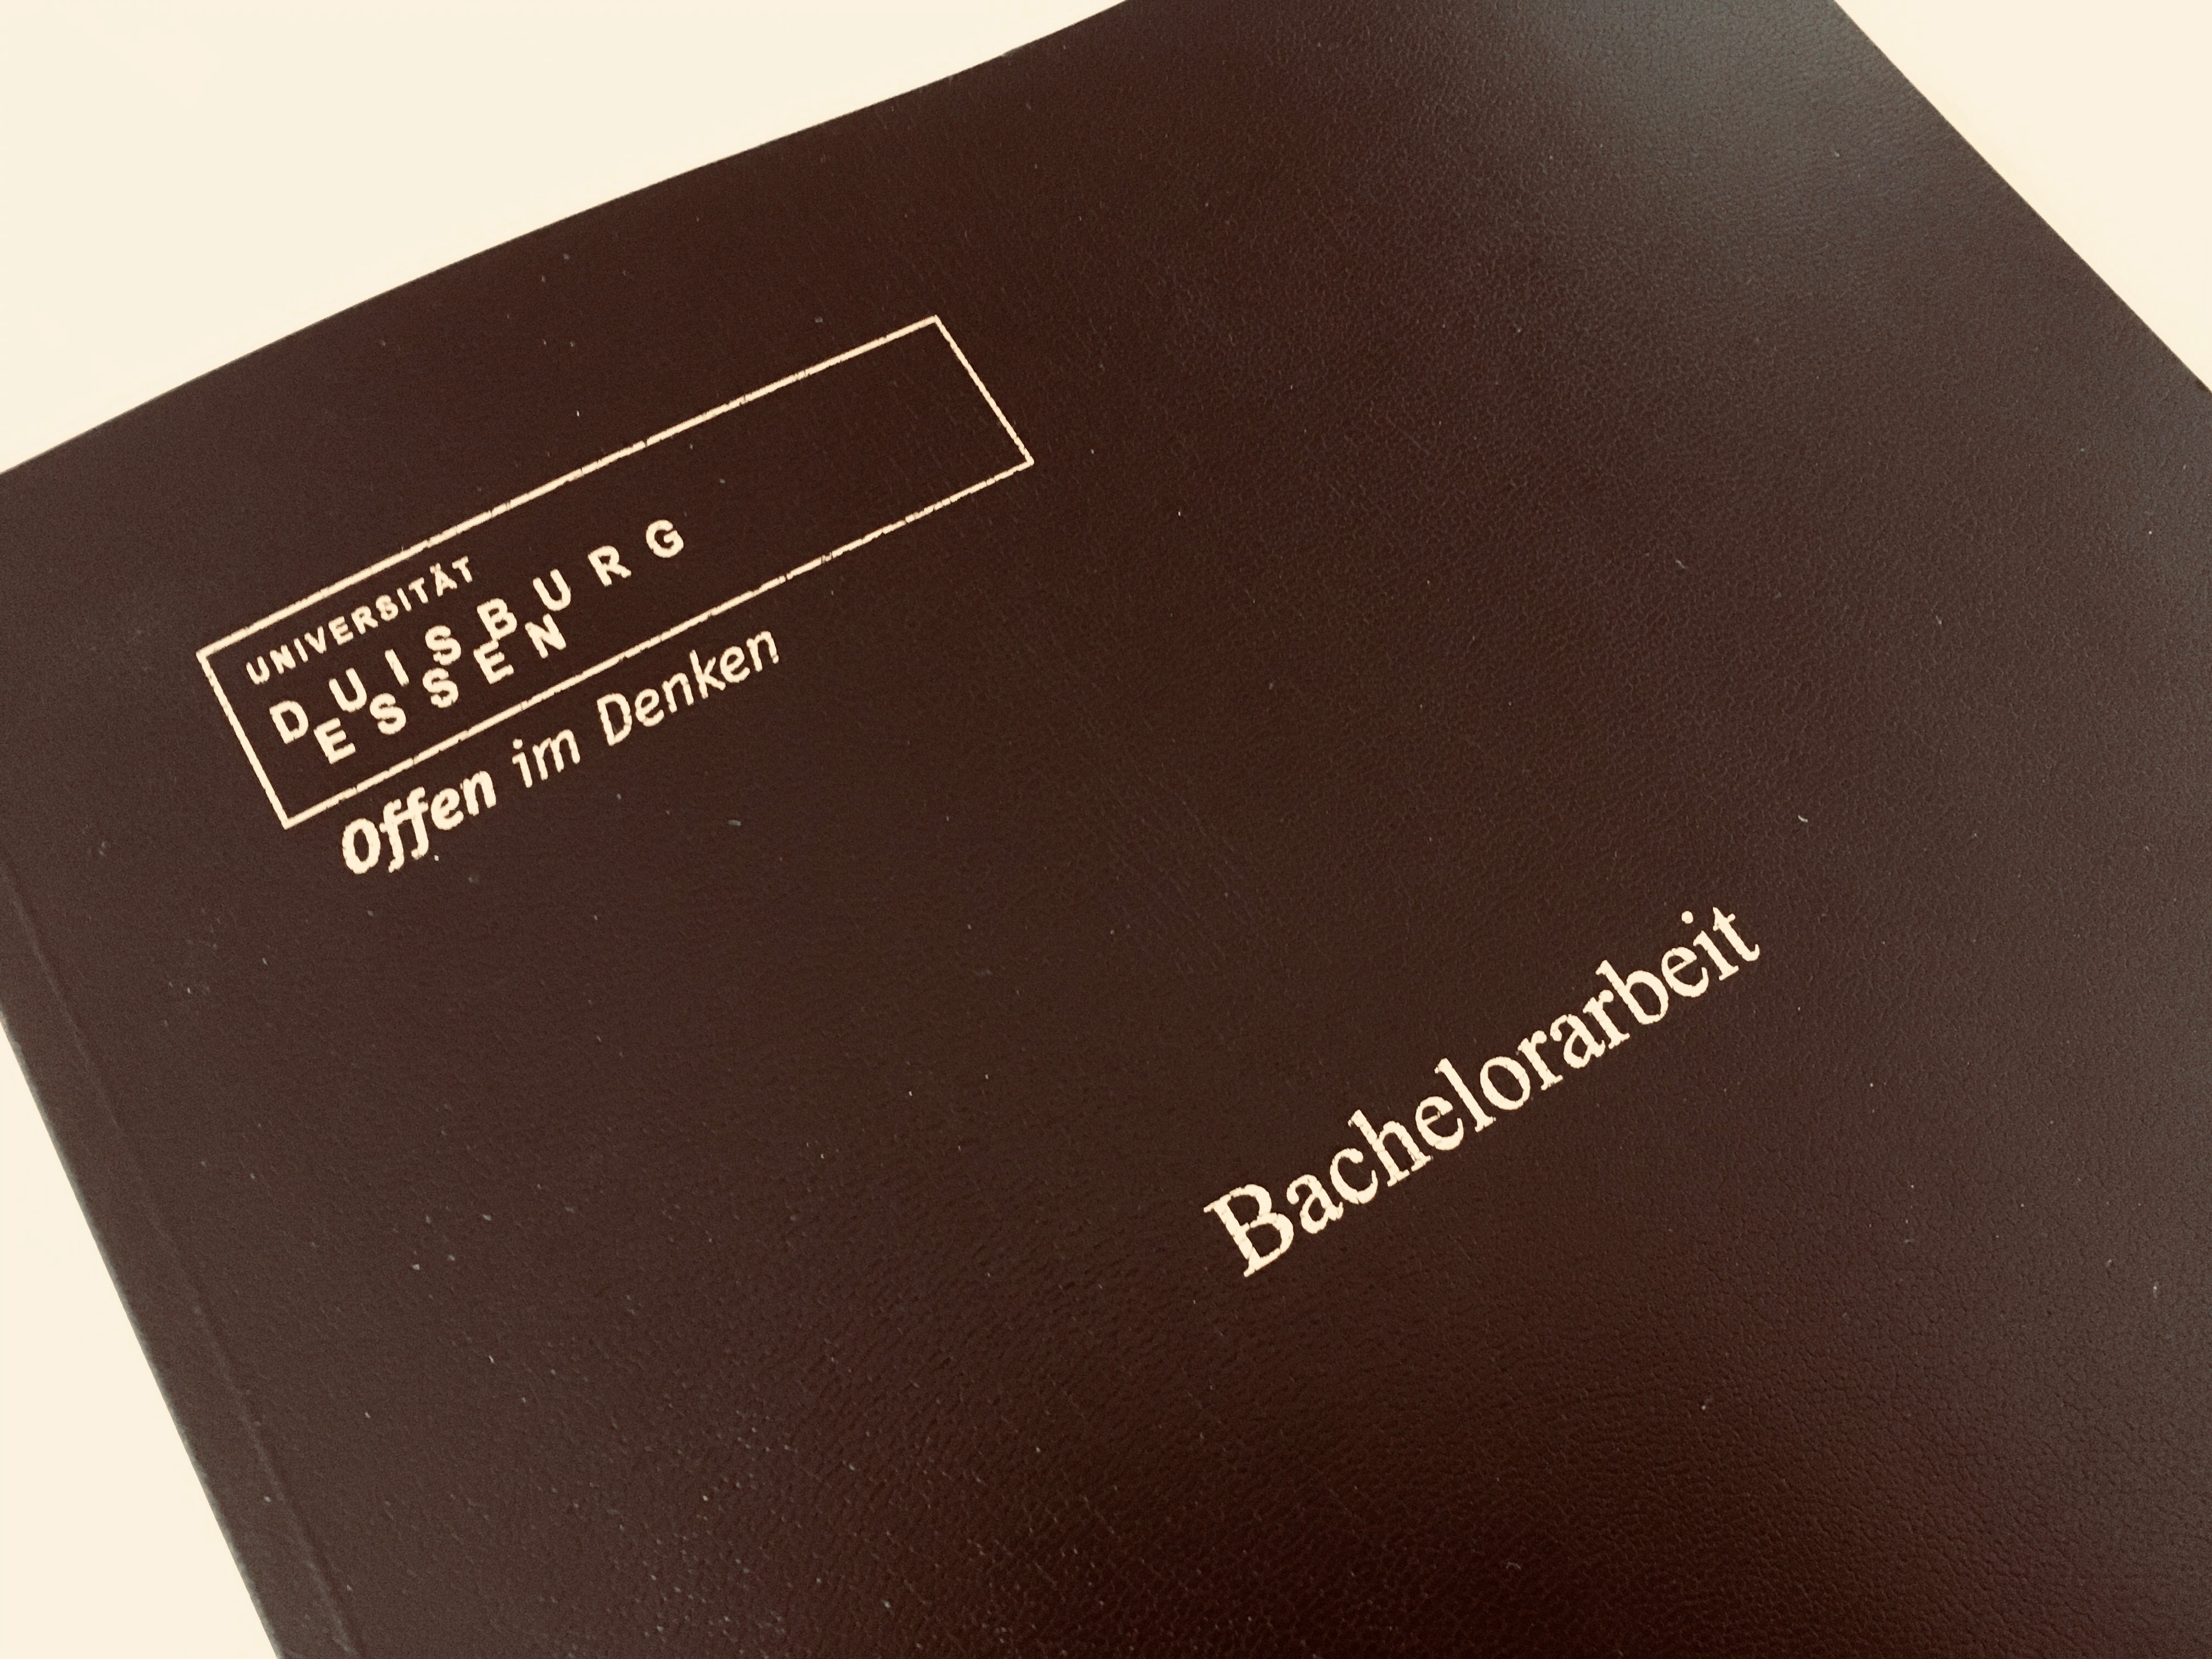 UNIVERSITÄT
DUISBURG
ESSEN
Offen im Denken
Bachelorarbeit